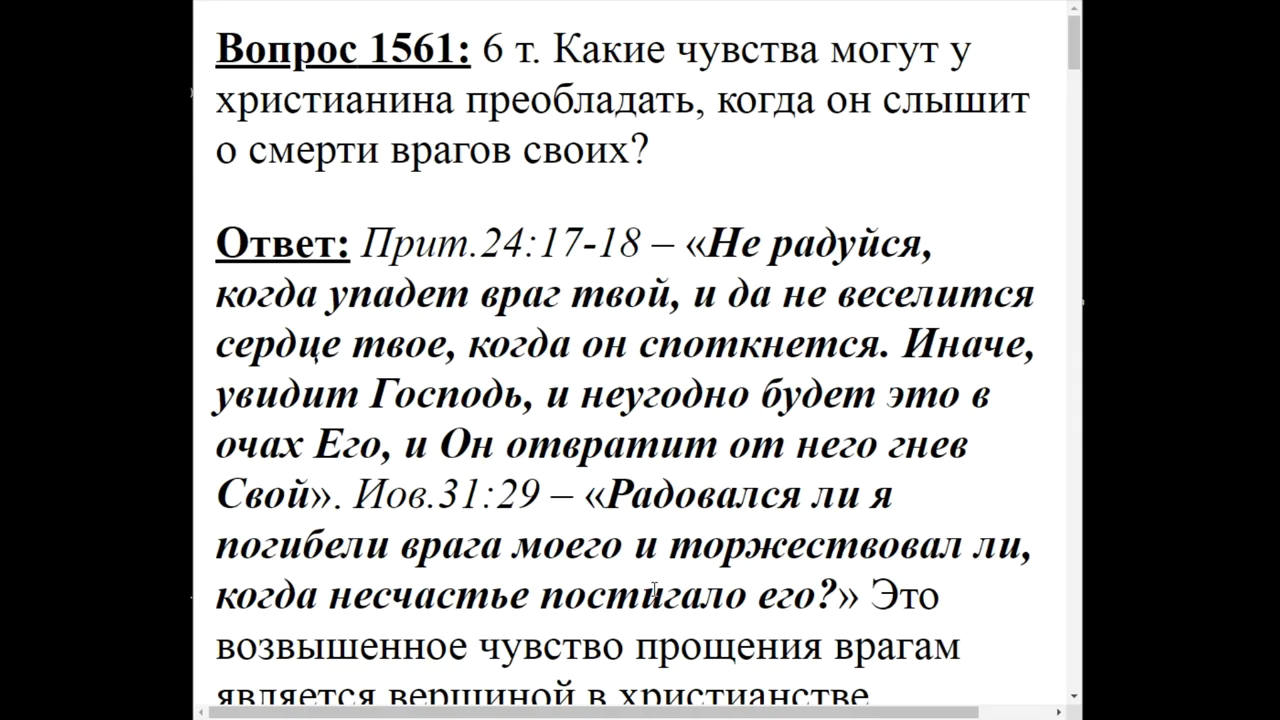 Вопрос 1561: 6 т. Какие чувства могут у
христианина преобладать, когда он слышит
о смерти врагов своих?
Ответ: Прит.24:17-18 – «Не радуйся,
когда упадет враг твой, и да не веселится
сердце твое, когда он споткнется. Иначе,
увидит Господь, и неугодно будет это в
очах Его, и Он отвратит от него гнев
Свой». Иов.31:29 – «Радовался ли я
погибели врага моего и торжествовал ли,
когда несчастье постигало его?» Это
возвышенное чувство прощения врагам
является вершиной в христианстве